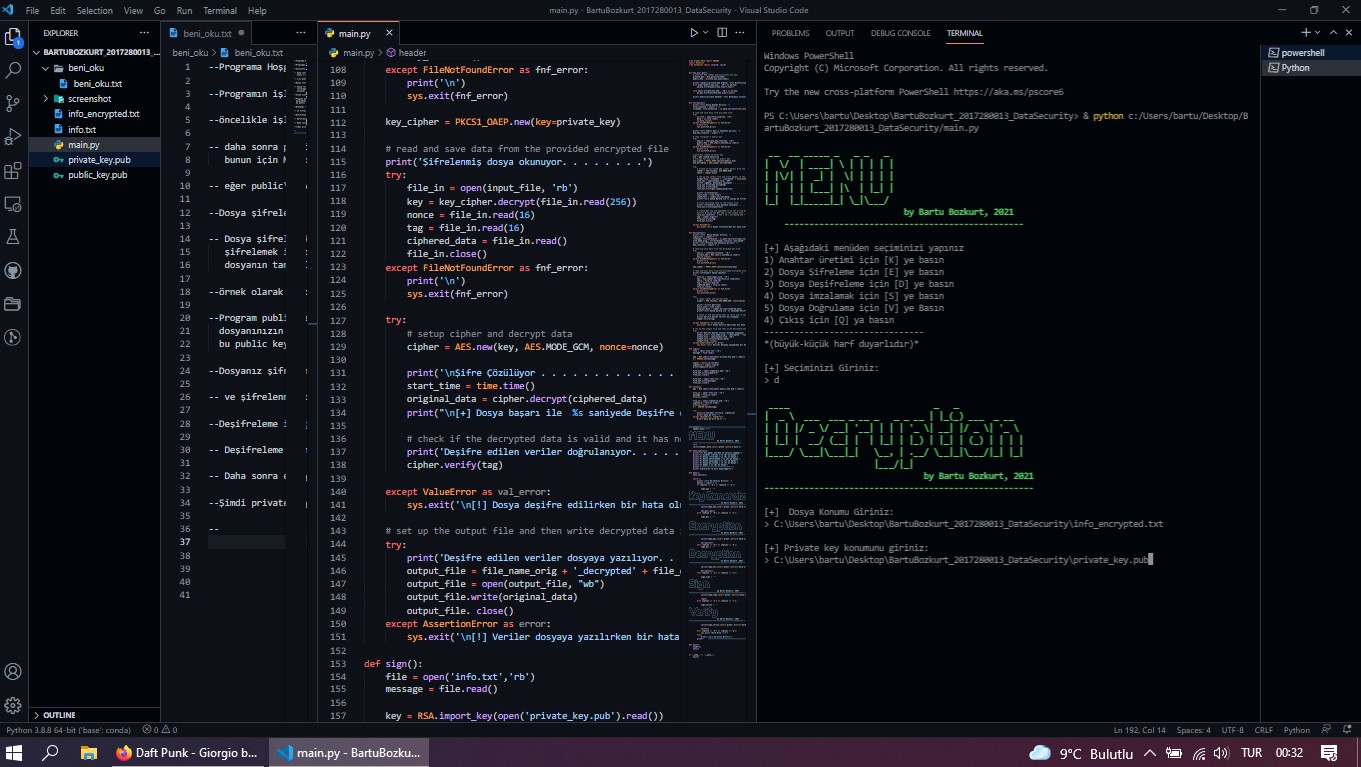 File Edit Selection View Go Run Terminal Help
main.py - BartuBozkurt_2017280013_DataSecurity - Visual Studio Code
EXPLORER
BARTUBOZKURT_2017280013_...
beni_oku
beni_oku.txt
screenshot
info_encrypted.txt
info.txt
main.py
private_key.pub
public_key.pub
OUTLINE
beni_oku.txt
beni_oku > beni_oku.txt
1 --Programa Hoşg
2
3 --Programın işl
4
5 --öncelikle işl
6
7 -- daha sonra p
8 bunun için M
9
10 -- eğer public\
11
12 --Dosya şifrele
13
14 -- Dosya şifrel
15 şifrelemek i
16 dosyanın tam
17
18 --örnek olarak
19
20 --Program publi
21 dosyanınızın
22 bu public key
23
24 --Dosyanız şifr
25
26 -- ve şifrelenm
27
28 --Deşifreleme i
29
30 -- Deşifreleme
31
32 -- Daha sonra e
33
34 --Şimdi private
35
36 --
37
38
39
40
41
main.py
main.py > header
108 except FileNotFoundError as fnf_error:
109 print('\n')
110 sys.exit(fnf_error)
111
112 key_cipher = PKCS1_OAEP.new(key=private_key)
113
114 # read and save data from the provided encrypted file
115 print('Şifrelenmiş dosya okunuyor. . . . . . . .')
116 try:
117 file_in = open(input_file, 'rb')
118 key = key_cipher.decrypt(file_in.read(256))
119 nonce = file_in.read(16)
120 tag = file_in.read(16)
121 ciphered_data = file_in.read()
122 file_in.close()
123 except FileNotFoundError as fnf_error:
124 print('\n')
125 sys.exit(fnf_error)
126
127 try:
128 # setup cipher and decrypt data
129 cipher = AES.new(key, AES.MODE_GCM, nonce=nonce)
130
131 print('\nŞifre Çözülüyor . . . . . . . . . . . . .
132 start_time = time.time()
133 original_data = cipher.decrypt(ciphered_data)
134 print("\n[+] Dosya başarı ile %s saniyede Deşifre e
135
136 # check if the decrypted data is valid and it has no
137 print('Deşifre edilen veriler doğrulanıyor. . . . .
138 cipher.verify(tag)
139
140 except ValueError as val_error:
141 sys.exit('\n[!] Dosya deşifre edilirken bir hata olu
142
143 # set up the output file and then write decrypted data i
144 try:
145 print('Deşifre edilen veriler dosyaya yazılıyor. .
146 output_file = file_name_orig + '_decrypted' + file_e
147 output_file = open(output_file, "wb")
148 output_file.write(original_data)
149 output_file. close()
150 except AssertionError as error:
151 sys.exit('\n[!] Veriler dosyaya yazılırken bir hata
152
153 def sign():
154 file = open('info.txt','rb')
155 message = file.read()
156
157 key = RSA.import_key(open('private_key.pub').read())
PROBLEMS OUTPUT DEBUG CONSOLE TERMINAL
Windows PowerShell
Copyright (C) Microsoft Corporation. All rights reserved.
Try the new cross-platform PowerShell https://aka.ms/pscore6
PS C:\Users\bartu\Desktop\BartuBozkurt_2017280013_DataSecurity> & python c:/Users/bartu/Desktop/B
artuBozkurt_2017280013_DataSecurity/main.py
MENU
by Bartu Bozkurt, 2021
[+] Aşağıdaki menüden seçiminizi yapınız
1) Anahtar üretimi için [K] ye basın
2) Dosya Şifreleme için [E] ye basın
3) Dosya Deşifreleme için [D] ye basın
4) Dosya imzalamak için [S] ye basın
5) Dosya Doğrulama için [V] ye Basın
4) Çıkış için [Q] ya basın
------------------------------
*(büyük-küçük harf duyarlıdır)*
[+] Seçiminizi Giriniz:
> d
Decryption
by Bartu Bozkurt, 2021
[+] Dosya Konumu Giriniz:
> C:\Users\bartu\Desktop\BartuBozkurt_2017280013_DataSecurity\info_encrypted.txt
[+] Private key konumunu giriniz:
> C:\Users\bartu\Desktop\BartuBozkurt_2017280013_DataSecurity\private_key.pub
powershell
Python
MENU
Key Generate
Encryption
Decryption
Sign
Verify
Python 3.8.8 64-bit ('base': conda) 0 0
Ln 192, Col 14 Spaces: 4 UTF-8 CRLF Python
Daft Punk - Giorgio b...
main.py - BartuBozku...
9°C Bulutlu
TUR 00:32